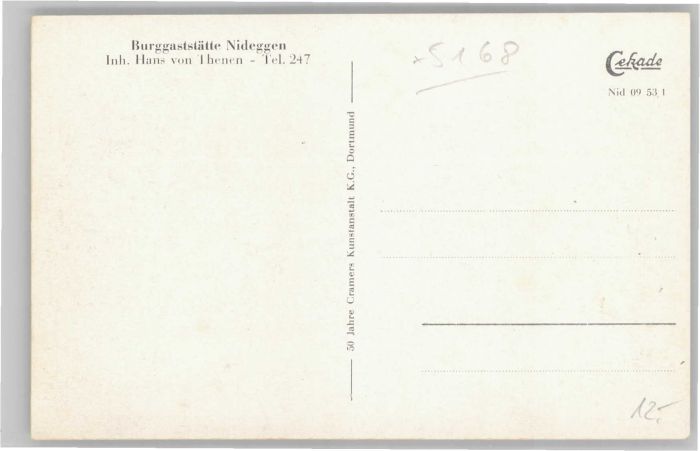 Burggaststätte Nideggen
Inh. Hans von Thenen - Tel. 247
50 Jahre Cramers Kunstanstalt K.G., Dortmund
x5168
Cekade
Nid 09 53/1
12,-